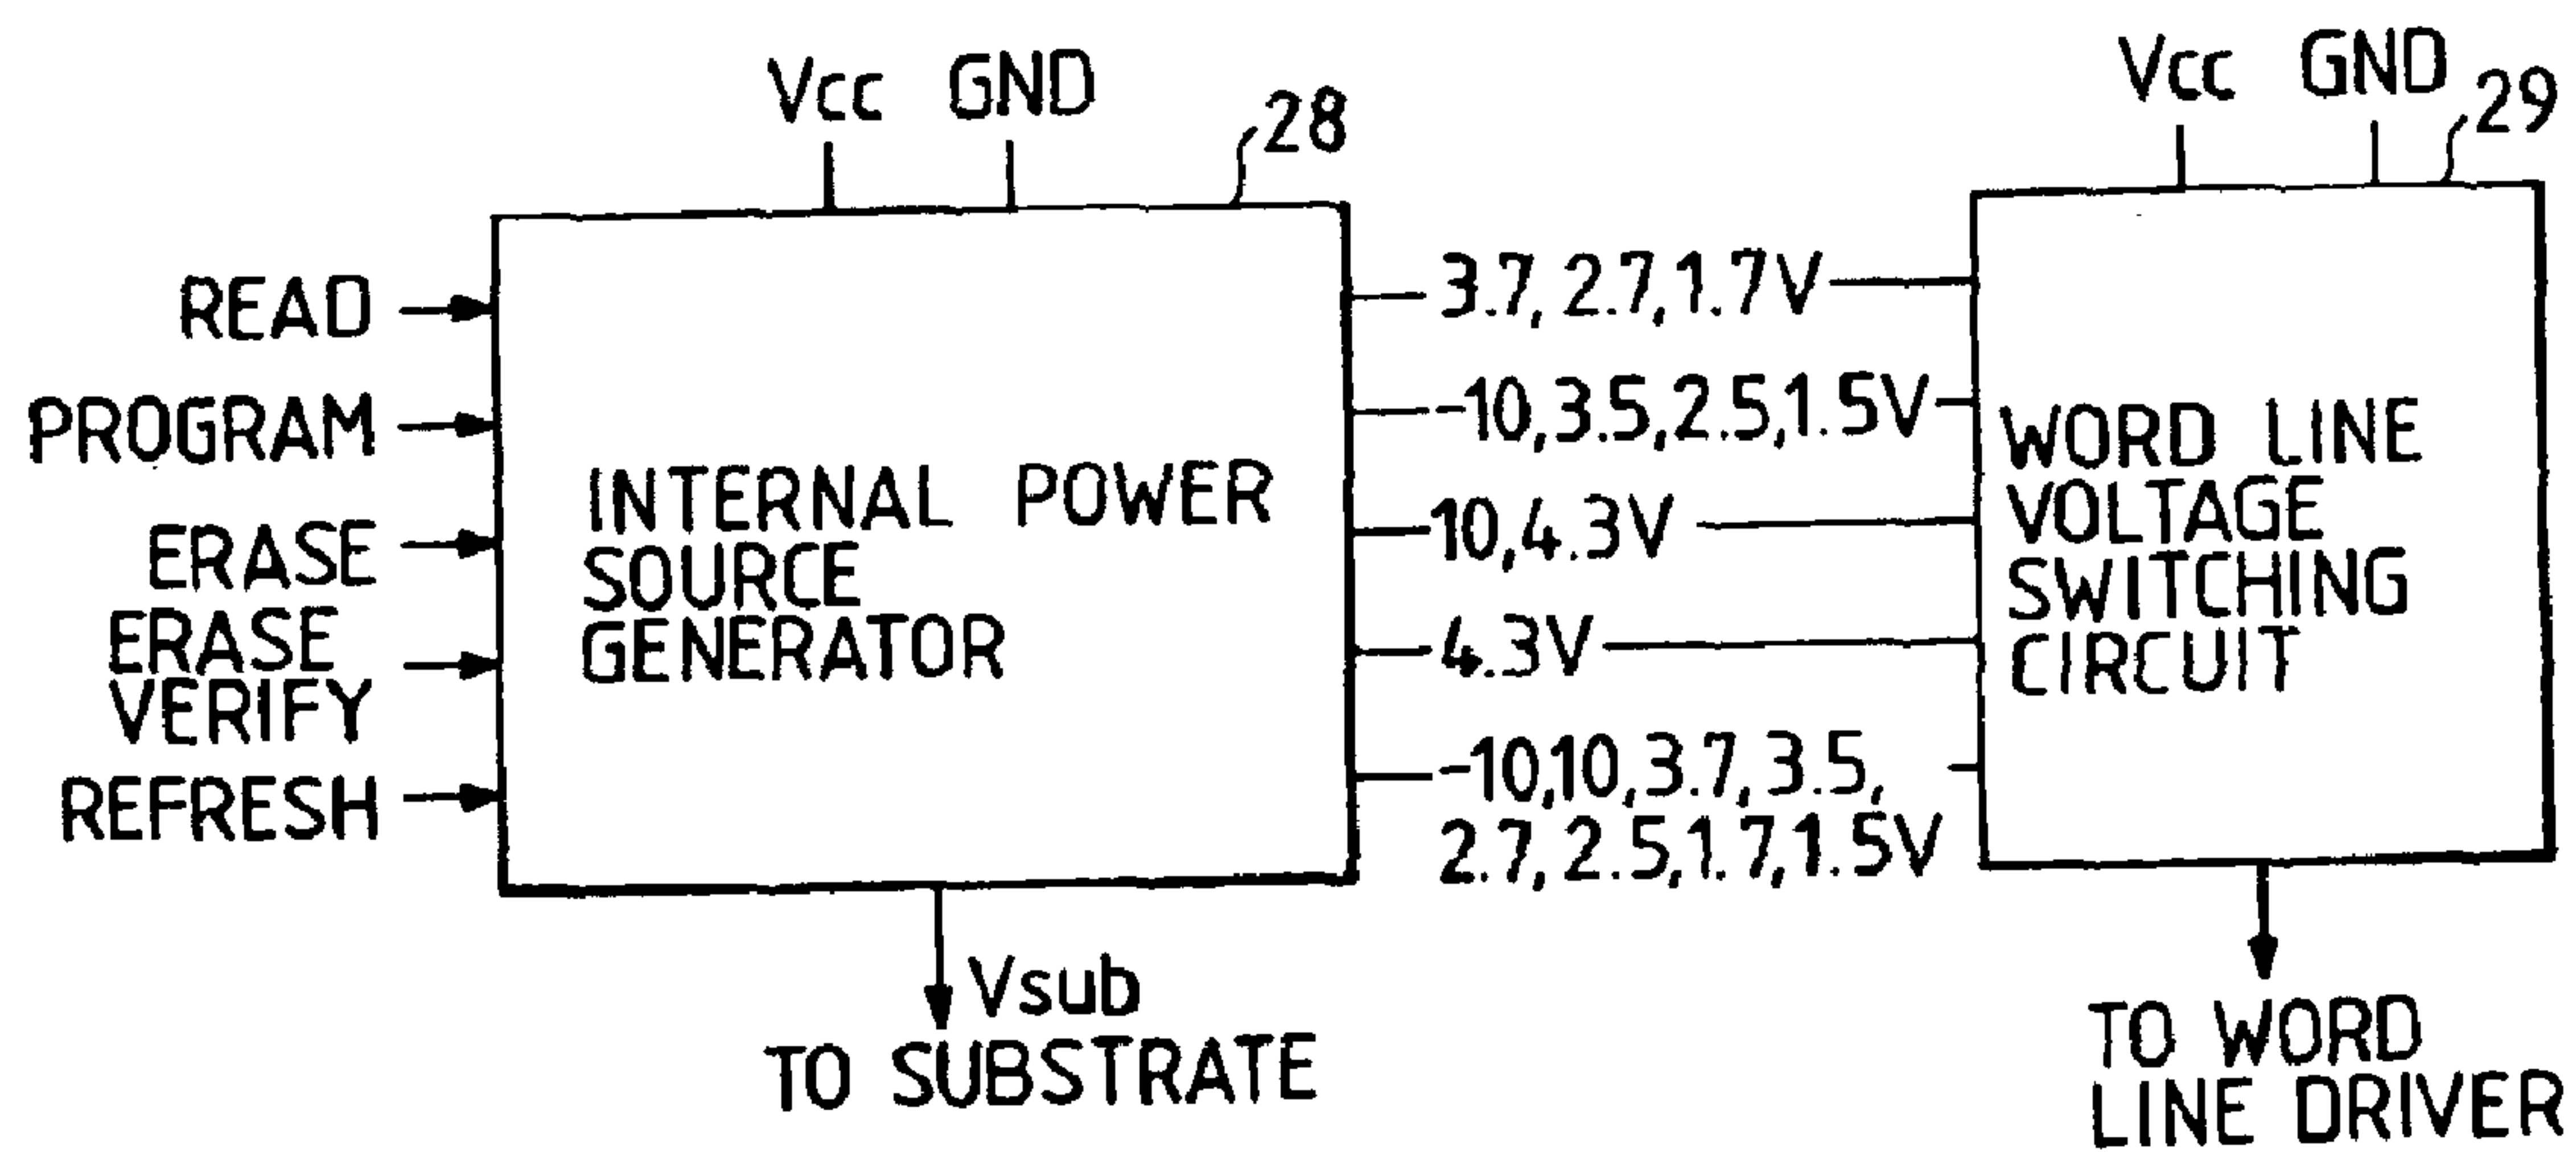 Vcc GND
28
Vcc GND
29
READ
PROGRAM
ERASE
ERASE
VERIFY
REFRESH
INTERNAL POWER
SOURCE
GENERATOR
3.7, 2.7, 1.7V
-10, 3.5, 2.5, 1.5V
10, 4.3V
4.3V
-10, 10, 3.7, 3.5,
2.7, 2.5, 1.7, 1.5V
WORD LINE
VOLTAGE
SWITCHING
CIRCUIT
Vsub
TO SUBSTRATE
TO WORD
LINE DRIVER